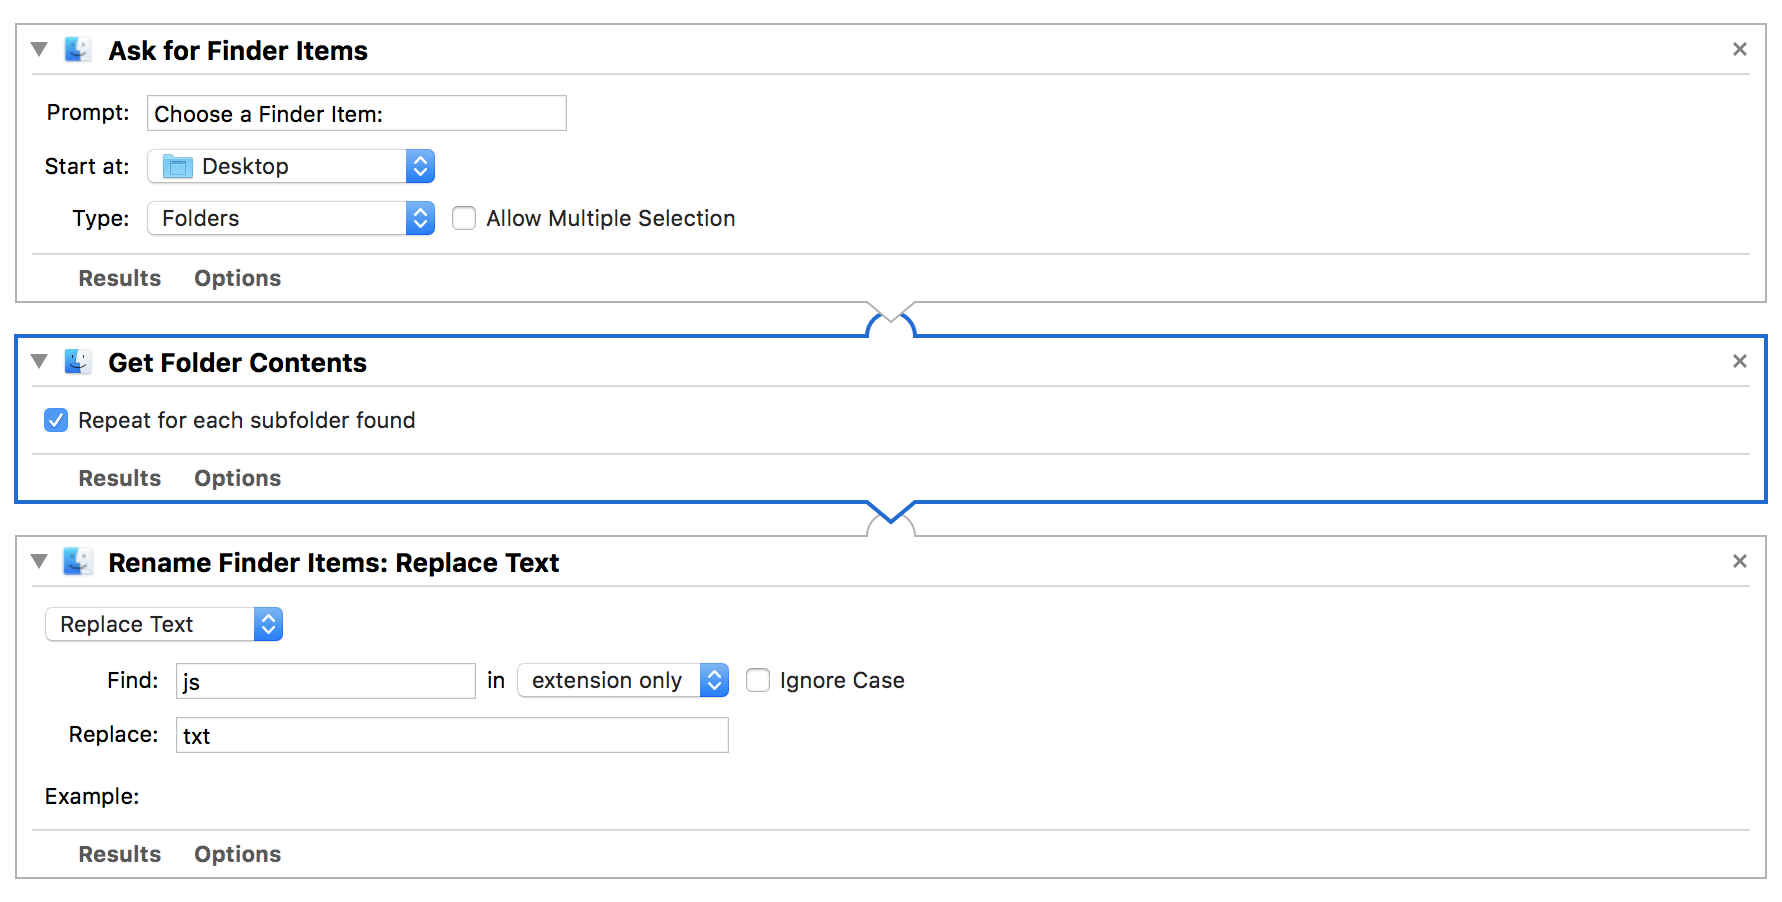 Ask for Finder Items
Prompt: Choose a Finder Item:
Start at: Desktop
Type: Folders Allow Multiple Selection
Results Options
Get Folder Contents
Repeat for each subfolder found
Results Options
Rename Finder Items: Replace Text
Replace Text
Find: js in extension only Ignore Case
Replace: txt
Example:
Results Options